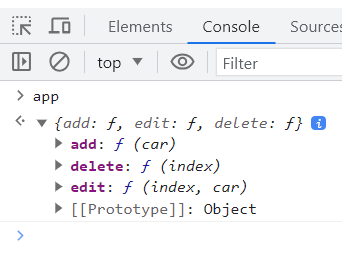 Elements Console Sources
top Filter
> app
{add: ƒ, edit: ƒ, delete: ƒ} i
add: ƒ (car)
delete: ƒ (index)
edit: ƒ (index, car)
[[Prototype]]: Object
>